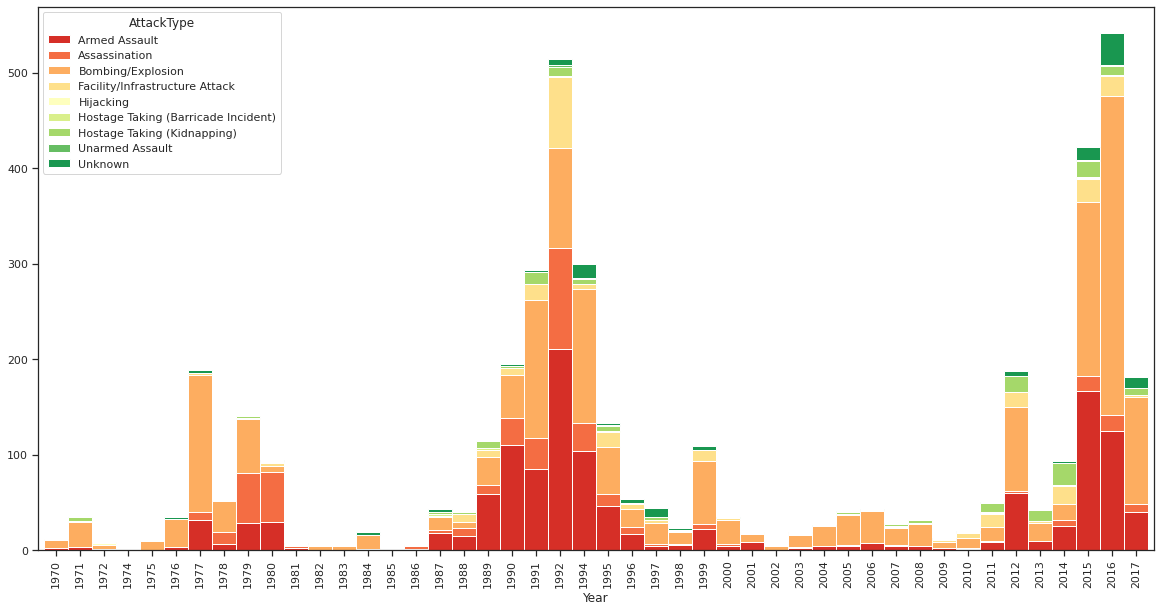 AttackType
Armed Assault
Assassination
Bombing/Explosion
Facility/Infrastructure Attack
Hijacking
Hostage Taking (Barricade Incident)
Hostage Taking (Kidnapping)
Unarmed Assault
Unknown
500
400
300
200
100
0
1970 1971 1972 1974 1975 1976 1977 1978 1979 1980 1981 1982 1983 1984 1985 1986 1987 1988 1989 1990 1991 1992 1994 1995 1996 1997 1998 1999 2000 2001 2002 2003 2004 2005 2006 2007 2008 2009 2010 2011 2012 2013 2014 2015 2016 2017
Year